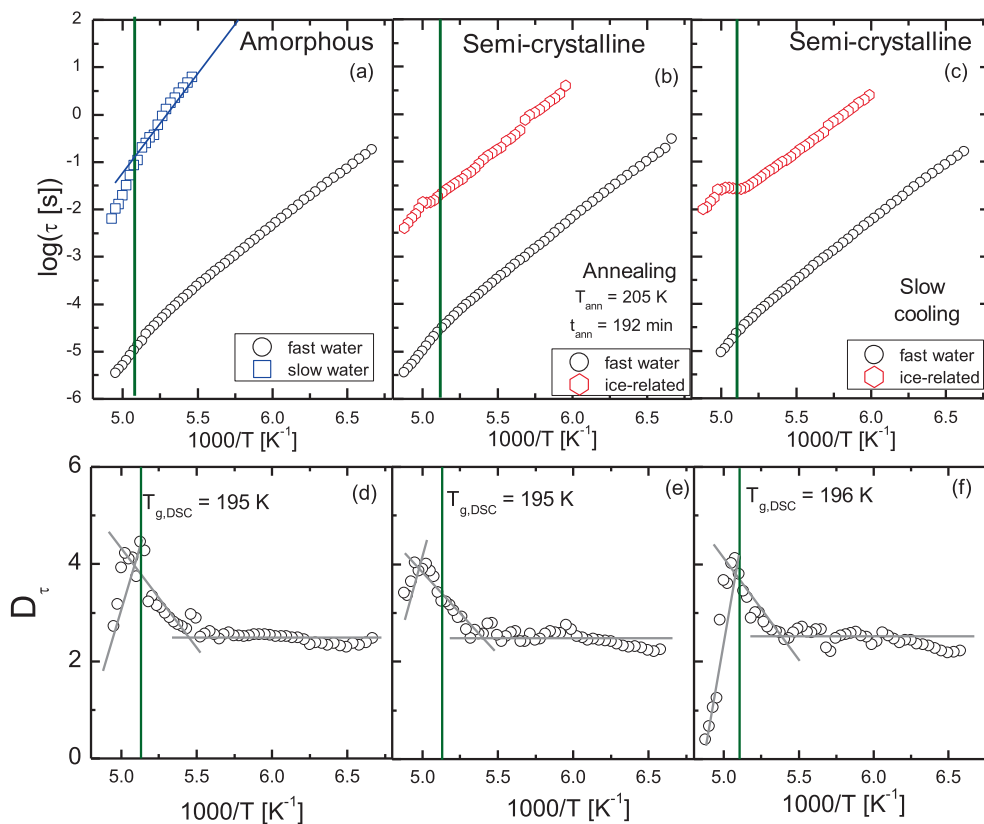 2
1
0
-1
-2
-3
-4
-5
-6
log(τ [s])
Amorphous
(a)
fast water
slow water
5.0 5.5 6.0 6.5
1000/T [K⁻¹]
Semi-crystalline
(b)
Annealing
T_ann = 205 K
t_ann = 192 min
fast water
ice-related
5.0 5.5 6.0 6.5
1000/T [K⁻¹]
Semi-crystalline
(c)
Slow
cooling
fast water
ice-related
5.0 5.5 6.0 6.5
1000/T [K⁻¹]
6
4
2
0
D_τ
(d)
T_g,DSC = 195 K
5.0 5.5 6.0 6.5
1000/T [K⁻¹]
(e)
T_g,DSC = 195 K
5.0 5.5 6.0 6.5
1000/T [K⁻¹]
(f)
T_g,DSC = 196 K
5.0 5.5 6.0 6.5
1000/T [K⁻¹]